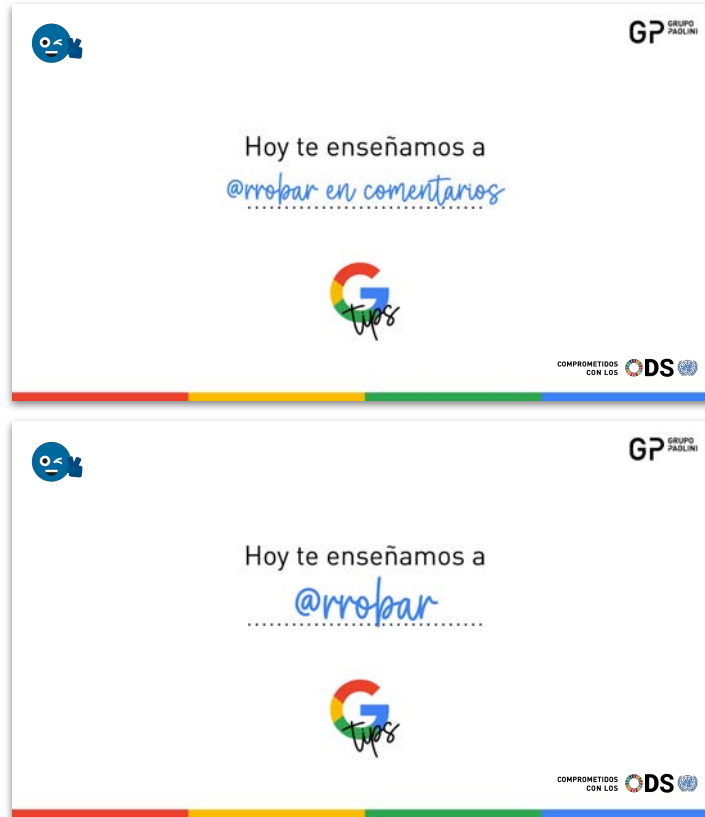 GP GRUPO PAOLINI
Hoy te enseñamos a
@rrobar en comentarios
G tips
COMPROMETIDOS
CON LOS ODS
GP GRUPO PAOLINI
Hoy te enseñamos a
@rrobar
G tips
COMPROMETIDOS
CON LOS ODS